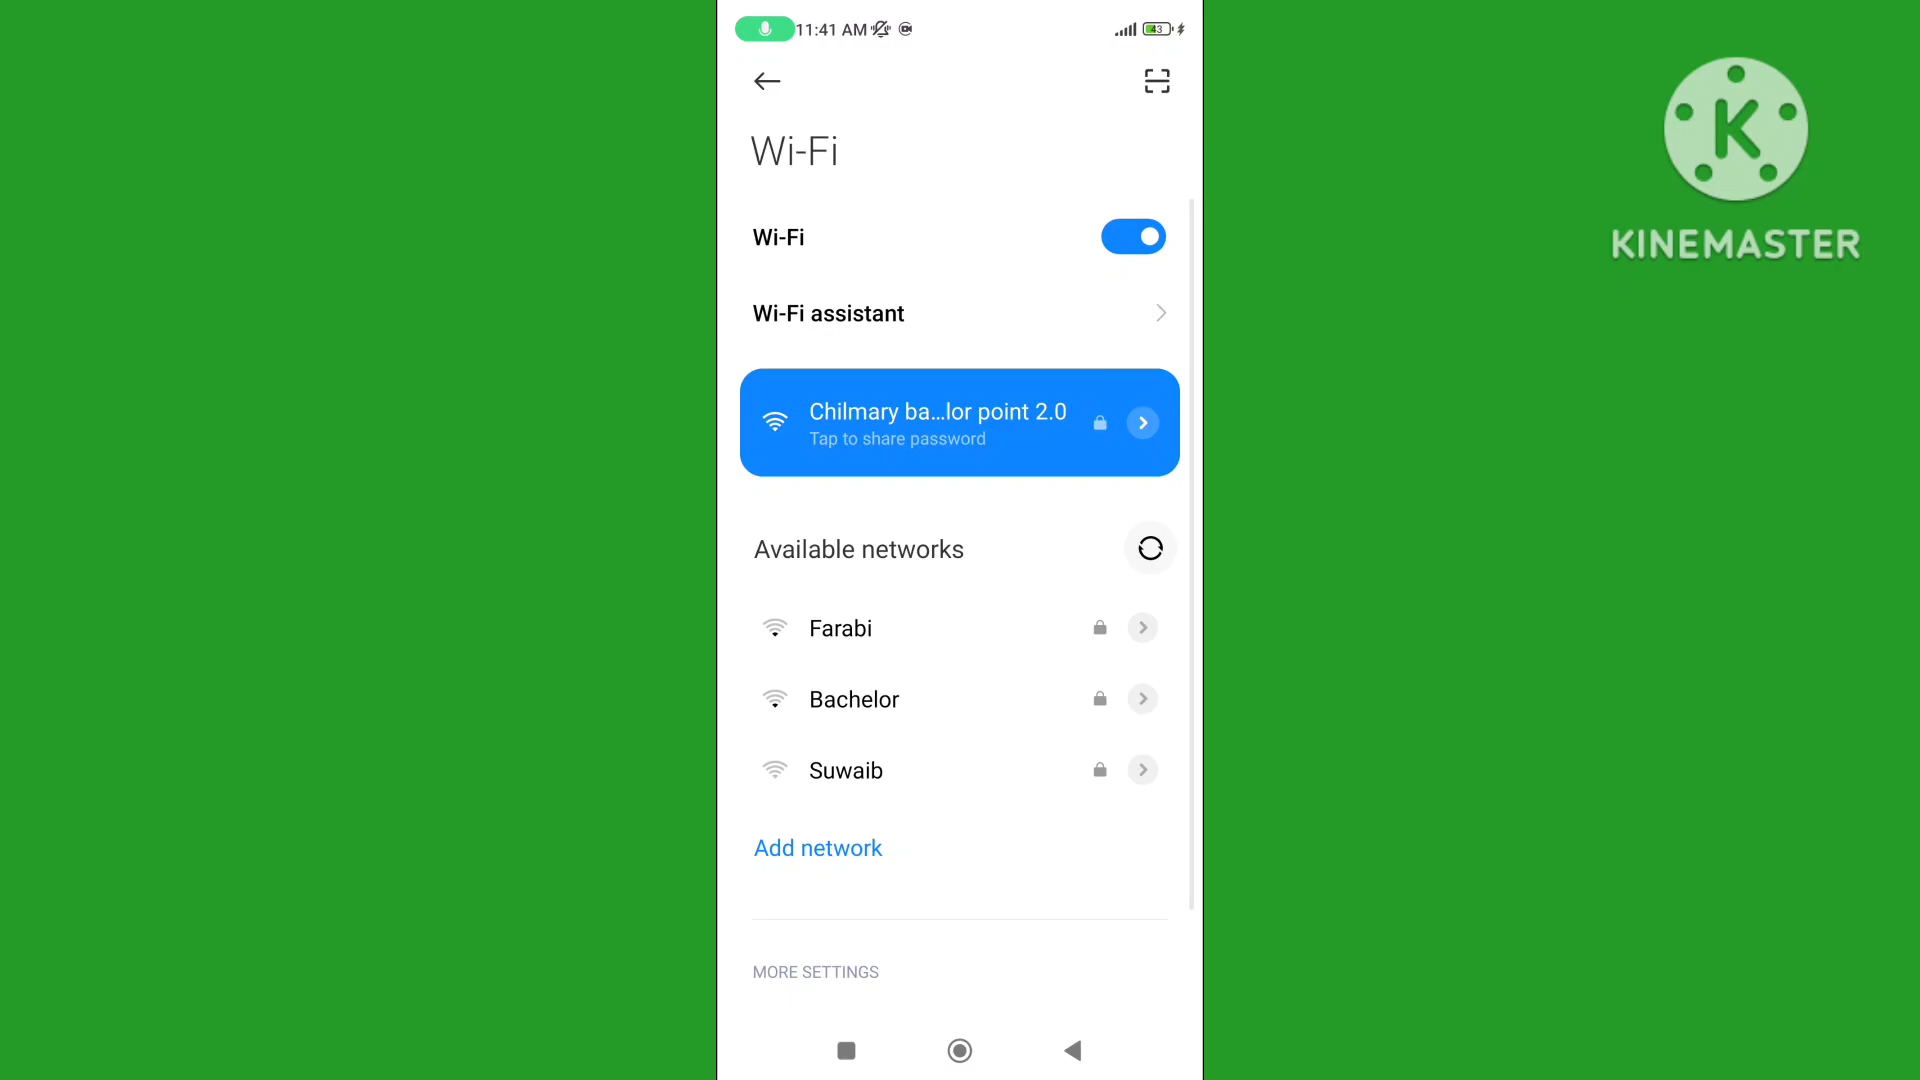 11:41 AM
43
Wi-Fi
Wi-Fi
Wi-Fi assistant
Chilmary ba...lor point 2.0
Tap to share password
Available networks
Farabi
Bachelor
Suwaib
Add network
MORE SETTINGS
K
KINEMASTER